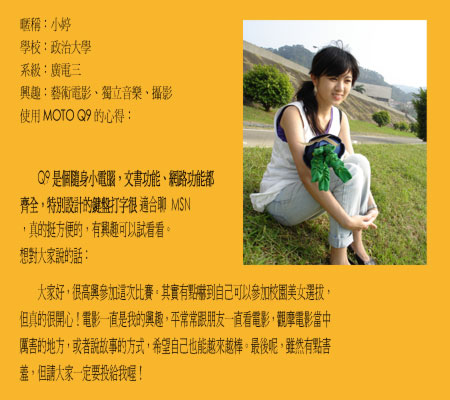 暱稱：小婷
學校：政治大學
系級：廣電三
興趣：藝術電影、獨立音樂、攝影
使用 MOTO Q9 的心得：
Q9 是個隨身小電腦，文書功能、網路功能都
齊全，特別設計的鍵盤打字很 適合聊 MSN
，真的挺方便的，有興趣可以試看看。
想對大家說的話：
大家好，很高興參加這次比賽。其實有點嚇到自己可以參加校園美女選拔，
但真的很開心！電影一直是我的興趣，平常常跟朋友一直看電影，觀摩電影當中
厲害的地方，或者說故事的方式，希望自己也能越來越棒。最後呢，雖然有點害
羞，但請大家一定要投給我喔！